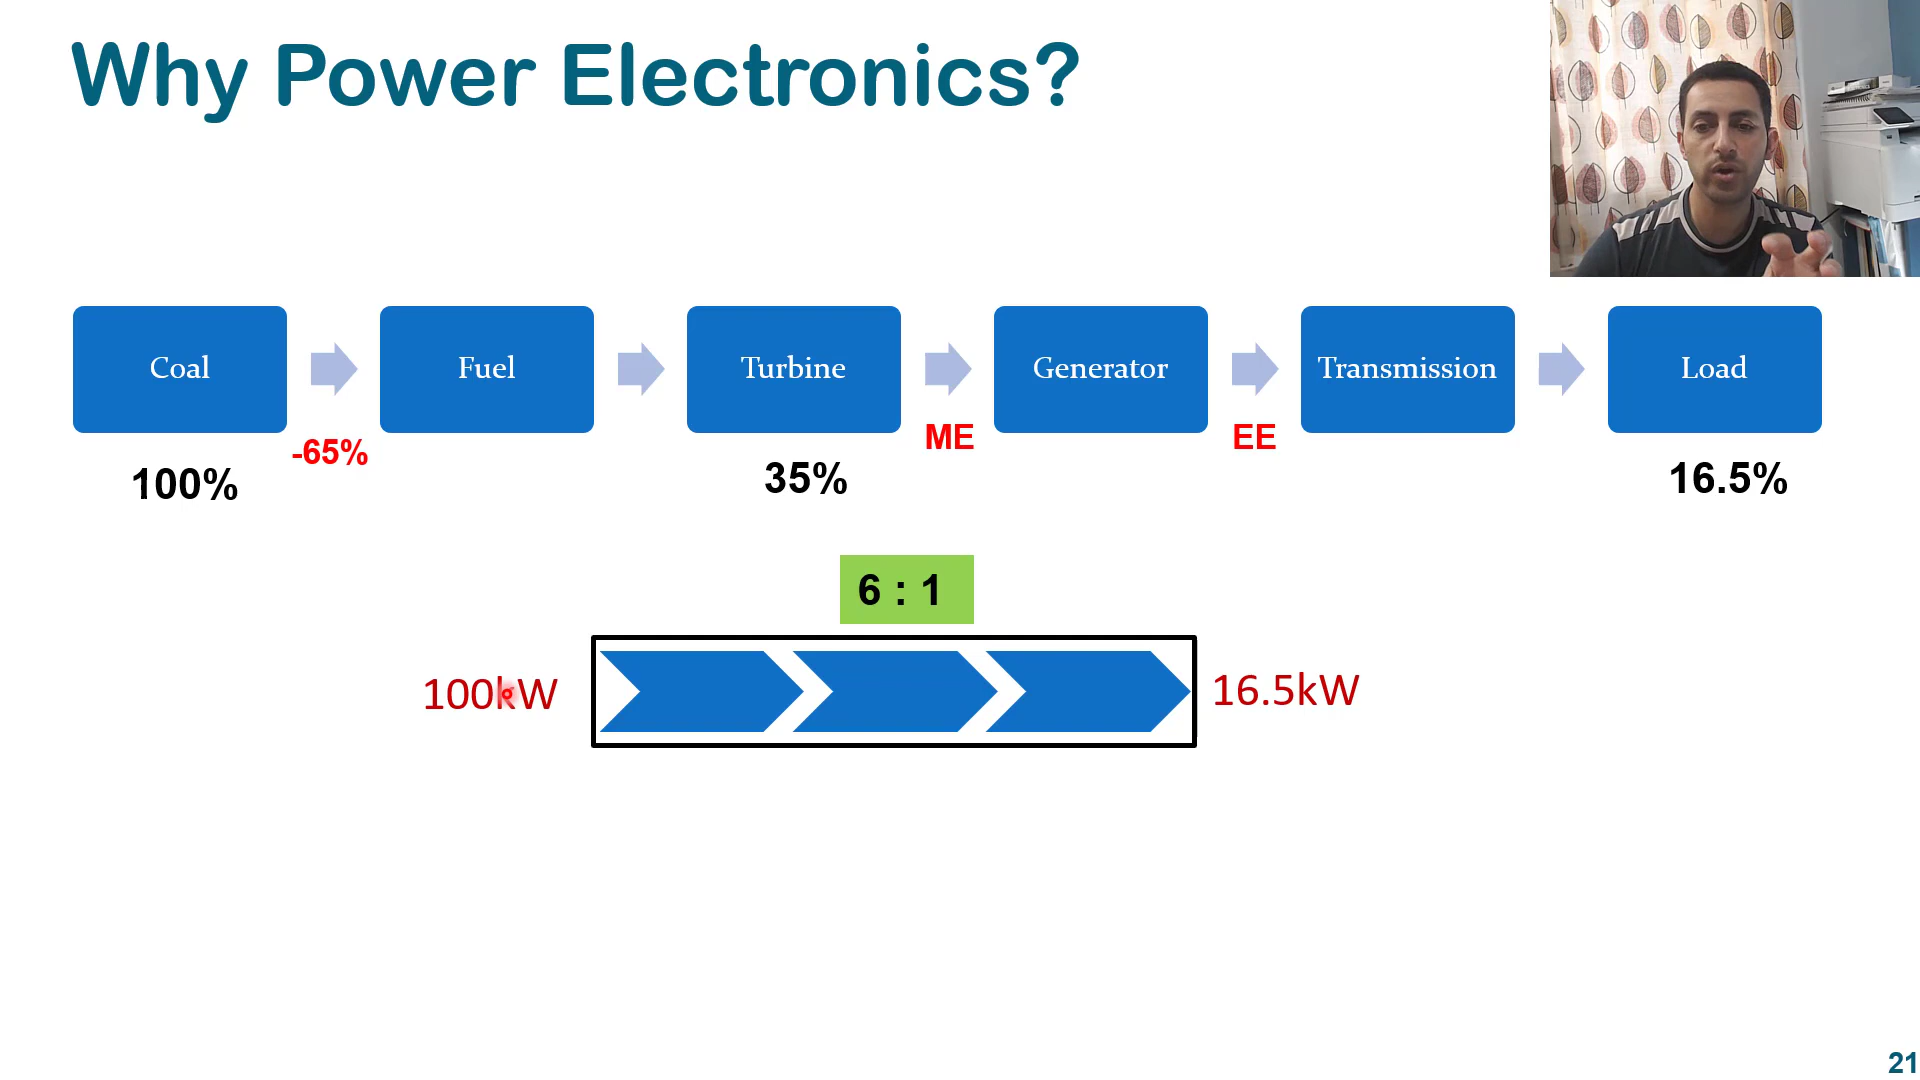 Why Power Electronics?
Coal
Fuel
Turbine
Generator
Transmission
Load
-65%
ME
EE
100%
35%
16.5%
6 : 1
100kW
16.5kW
21